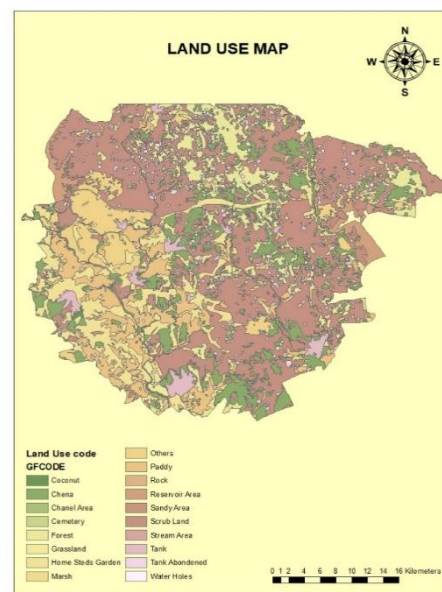 LAND USE MAP
N
W
E
S
Land Use code
GFCODE
Coconut
Chena
Chanel Area
Cemetery
Forest
Grassland
Home Steds Garden
Marsh
Others
Paddy
Rock
Reservoir Area
Sandy Area
Scrub Land
Stream Area
Tank
Tank Abondened
Water Holes
0 1 2 4 6 8 10 12 14 16 Kilometers